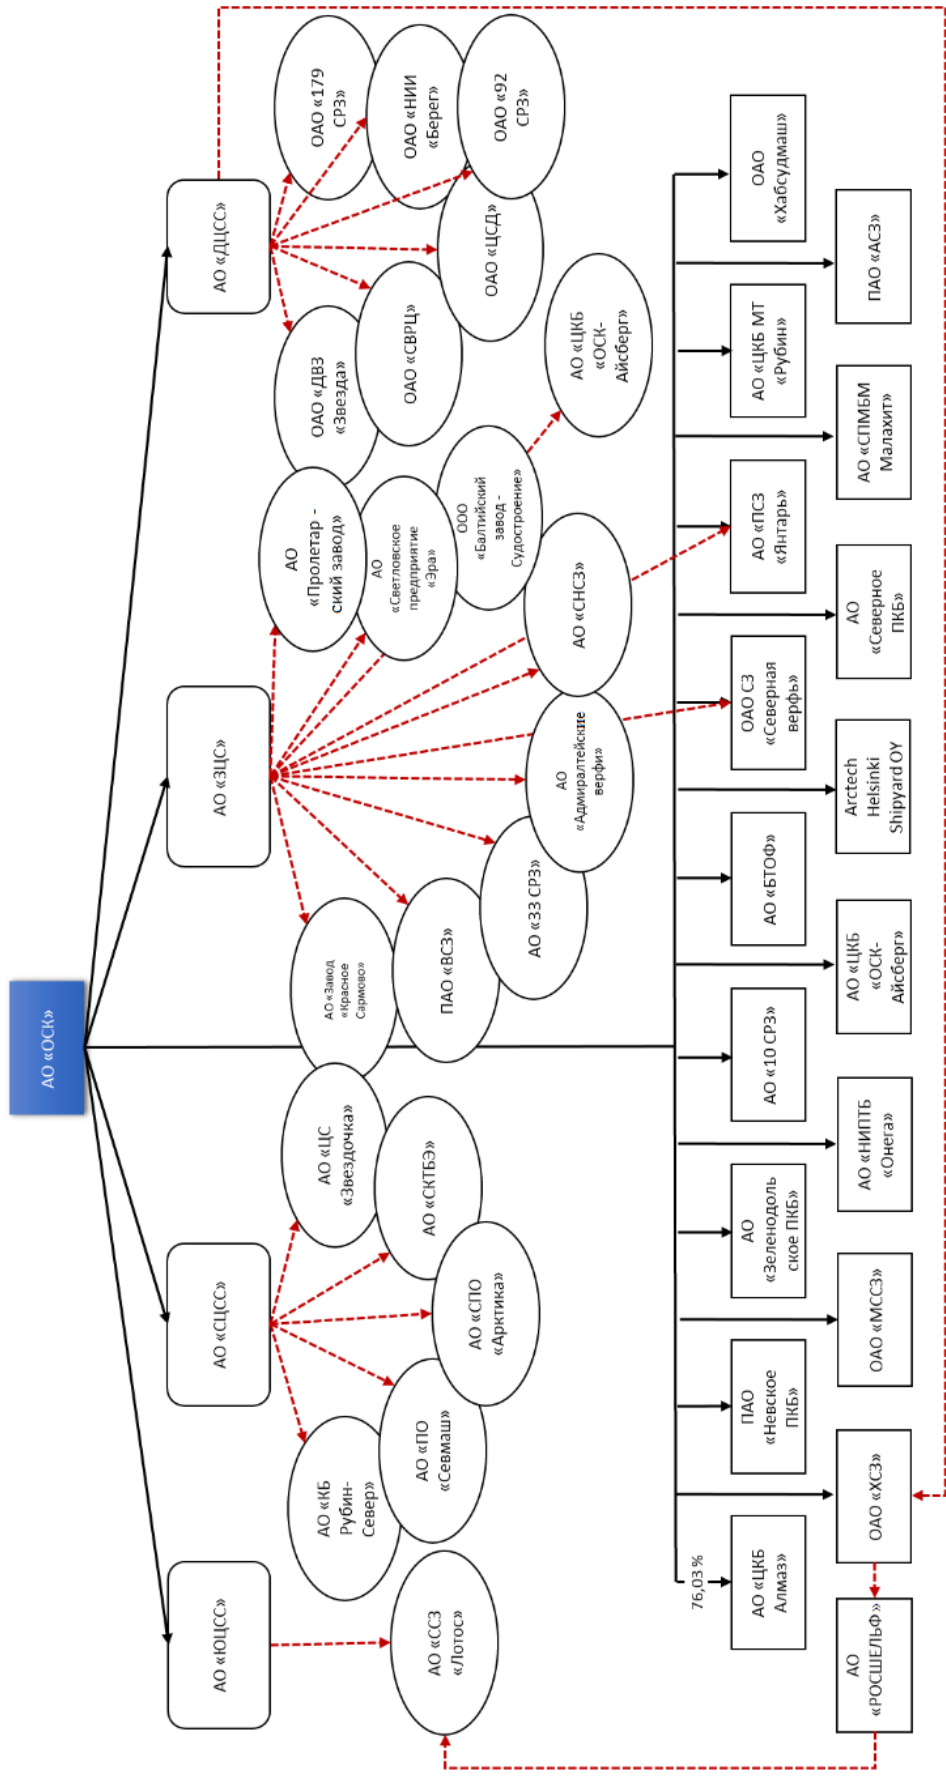 АО «ОСК»
АО «ЮЦСС»
АО «СЦСС»
АО «ЗЦС»
АО «ДЦСС»
АО «ССЗ
«Лотос»
АО «КБ
Рубин-
Север»
АО «ПО
«Севмаш»
АО «СПО
«Арктика»
АО «СКТБЭ»
АО «ЦС
«Звездочка»
АО «Завод
«Красное
Сармово»
ПАО «ВСЗ»
АО «33 СРЗ»
АО
«Адмиралтейские
верфи»
АО «СНСЗ»
ООО
«Балтийский
завод -
Судостроение»
АО
«Светловское
предприятие
«Эра»
АО
«Пролетар -
ский завод»
АО «ЦКБ
«ОСК-
Айсберг»
ОАО «ДВЗ
«Звезда»
ОАО «СВРЦ»
ОАО «ЦСД»
ОАО «92
СРЗ»
ОАО «НИИ
«Берег»
ОАО «179
СРЗ»
76,03 %
АО «ЦКБ
Алмаз»
ПАО
«Невское
ПКБ»
АО
«Зеленодоль
ское ПКБ»
АО «10 СРЗ»
АО «БТОФ»
ОАО СЗ
«Северная
верфь»
АО «ПСЗ
«Янтарь»
АО «ЦКБ МТ
«Рубин»
ОАО
«Хабсудмаш»
АО
«РОСШЕЛЬФ»
ОАО «ХСЗ»
ОАО «МССЗ»
АО «НИПТБ
«Онега»
АО «ЦКБ
«ОСК-
Айсберг»
Arctech
Helsinki
Shipyard OY
АО
«Северное
ПКБ»
АО «СПМБМ
Малахит»
ПАО «АСЗ»